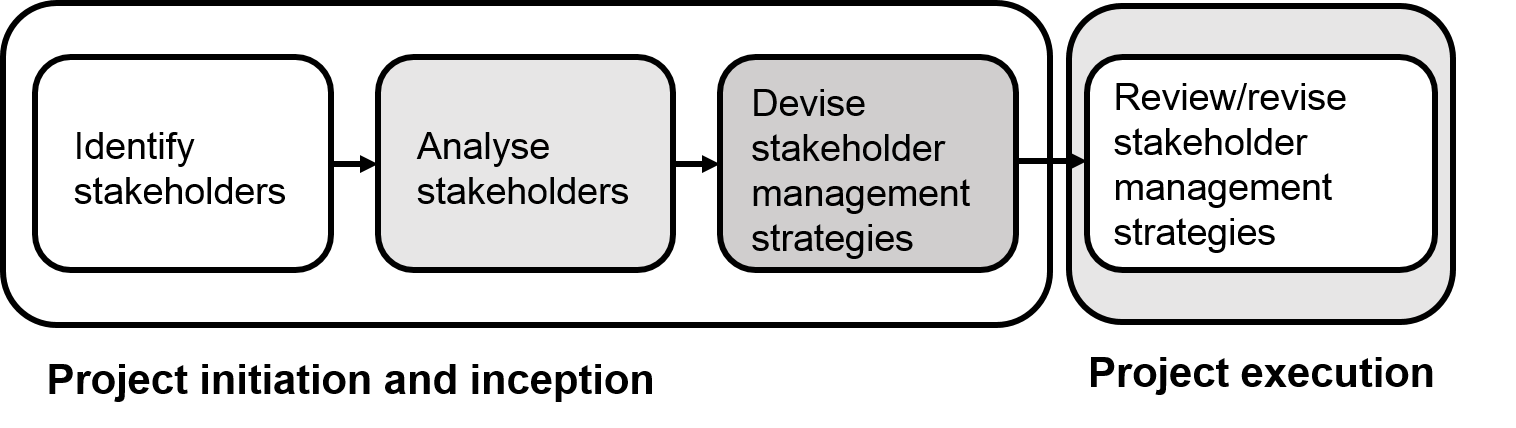 Identify
stakeholders
Analyse
stakeholders
Devise
stakeholder
management
strategies
Review/revise
stakeholder
management
strategies
Project initiation and inception
Project execution